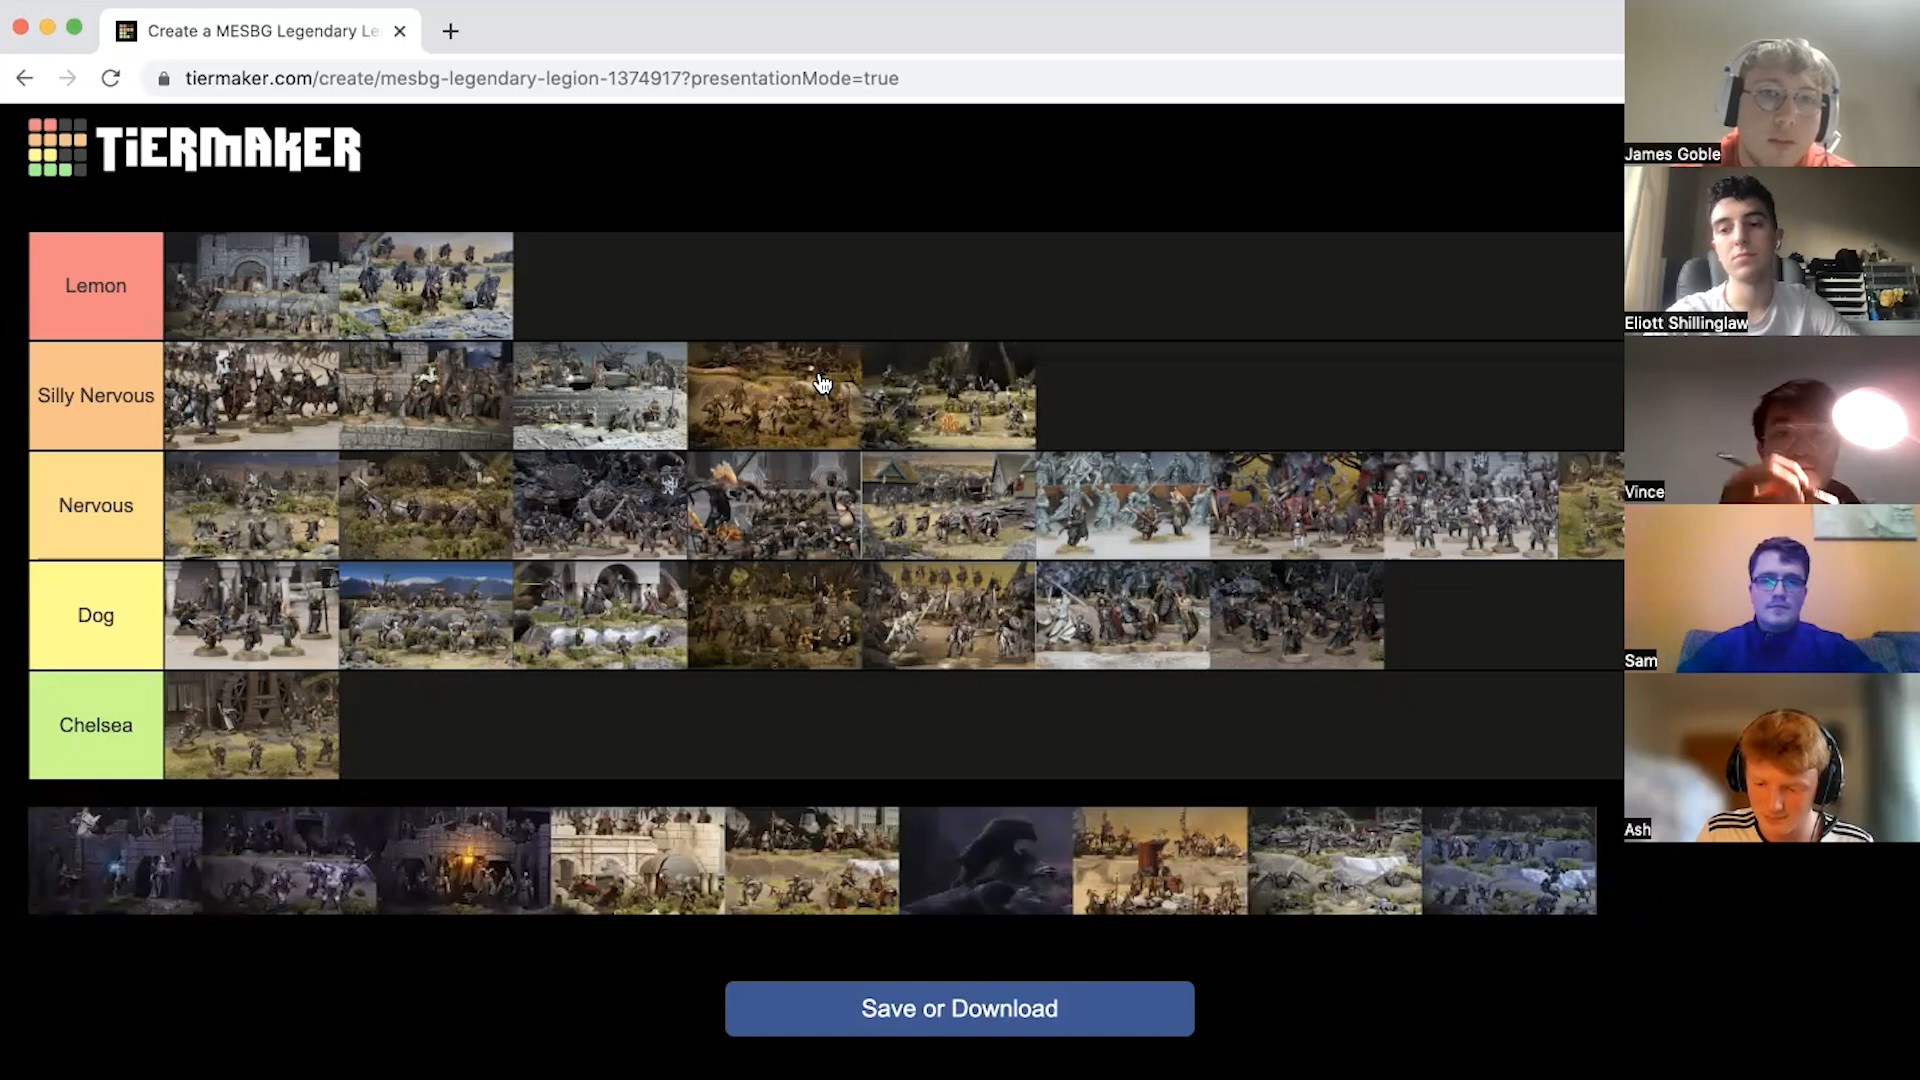 Create a MESBG Legendary Le
tiermaker.com/create/mesbg-legendary-legion-1374917?presentationMode=true
TIERMAKER
Lemon
Silly Nervous
Nervous
Dog
Chelsea
Save or Download
James Goble
Eliott Shillinglaw
Vince
Sam
Ash